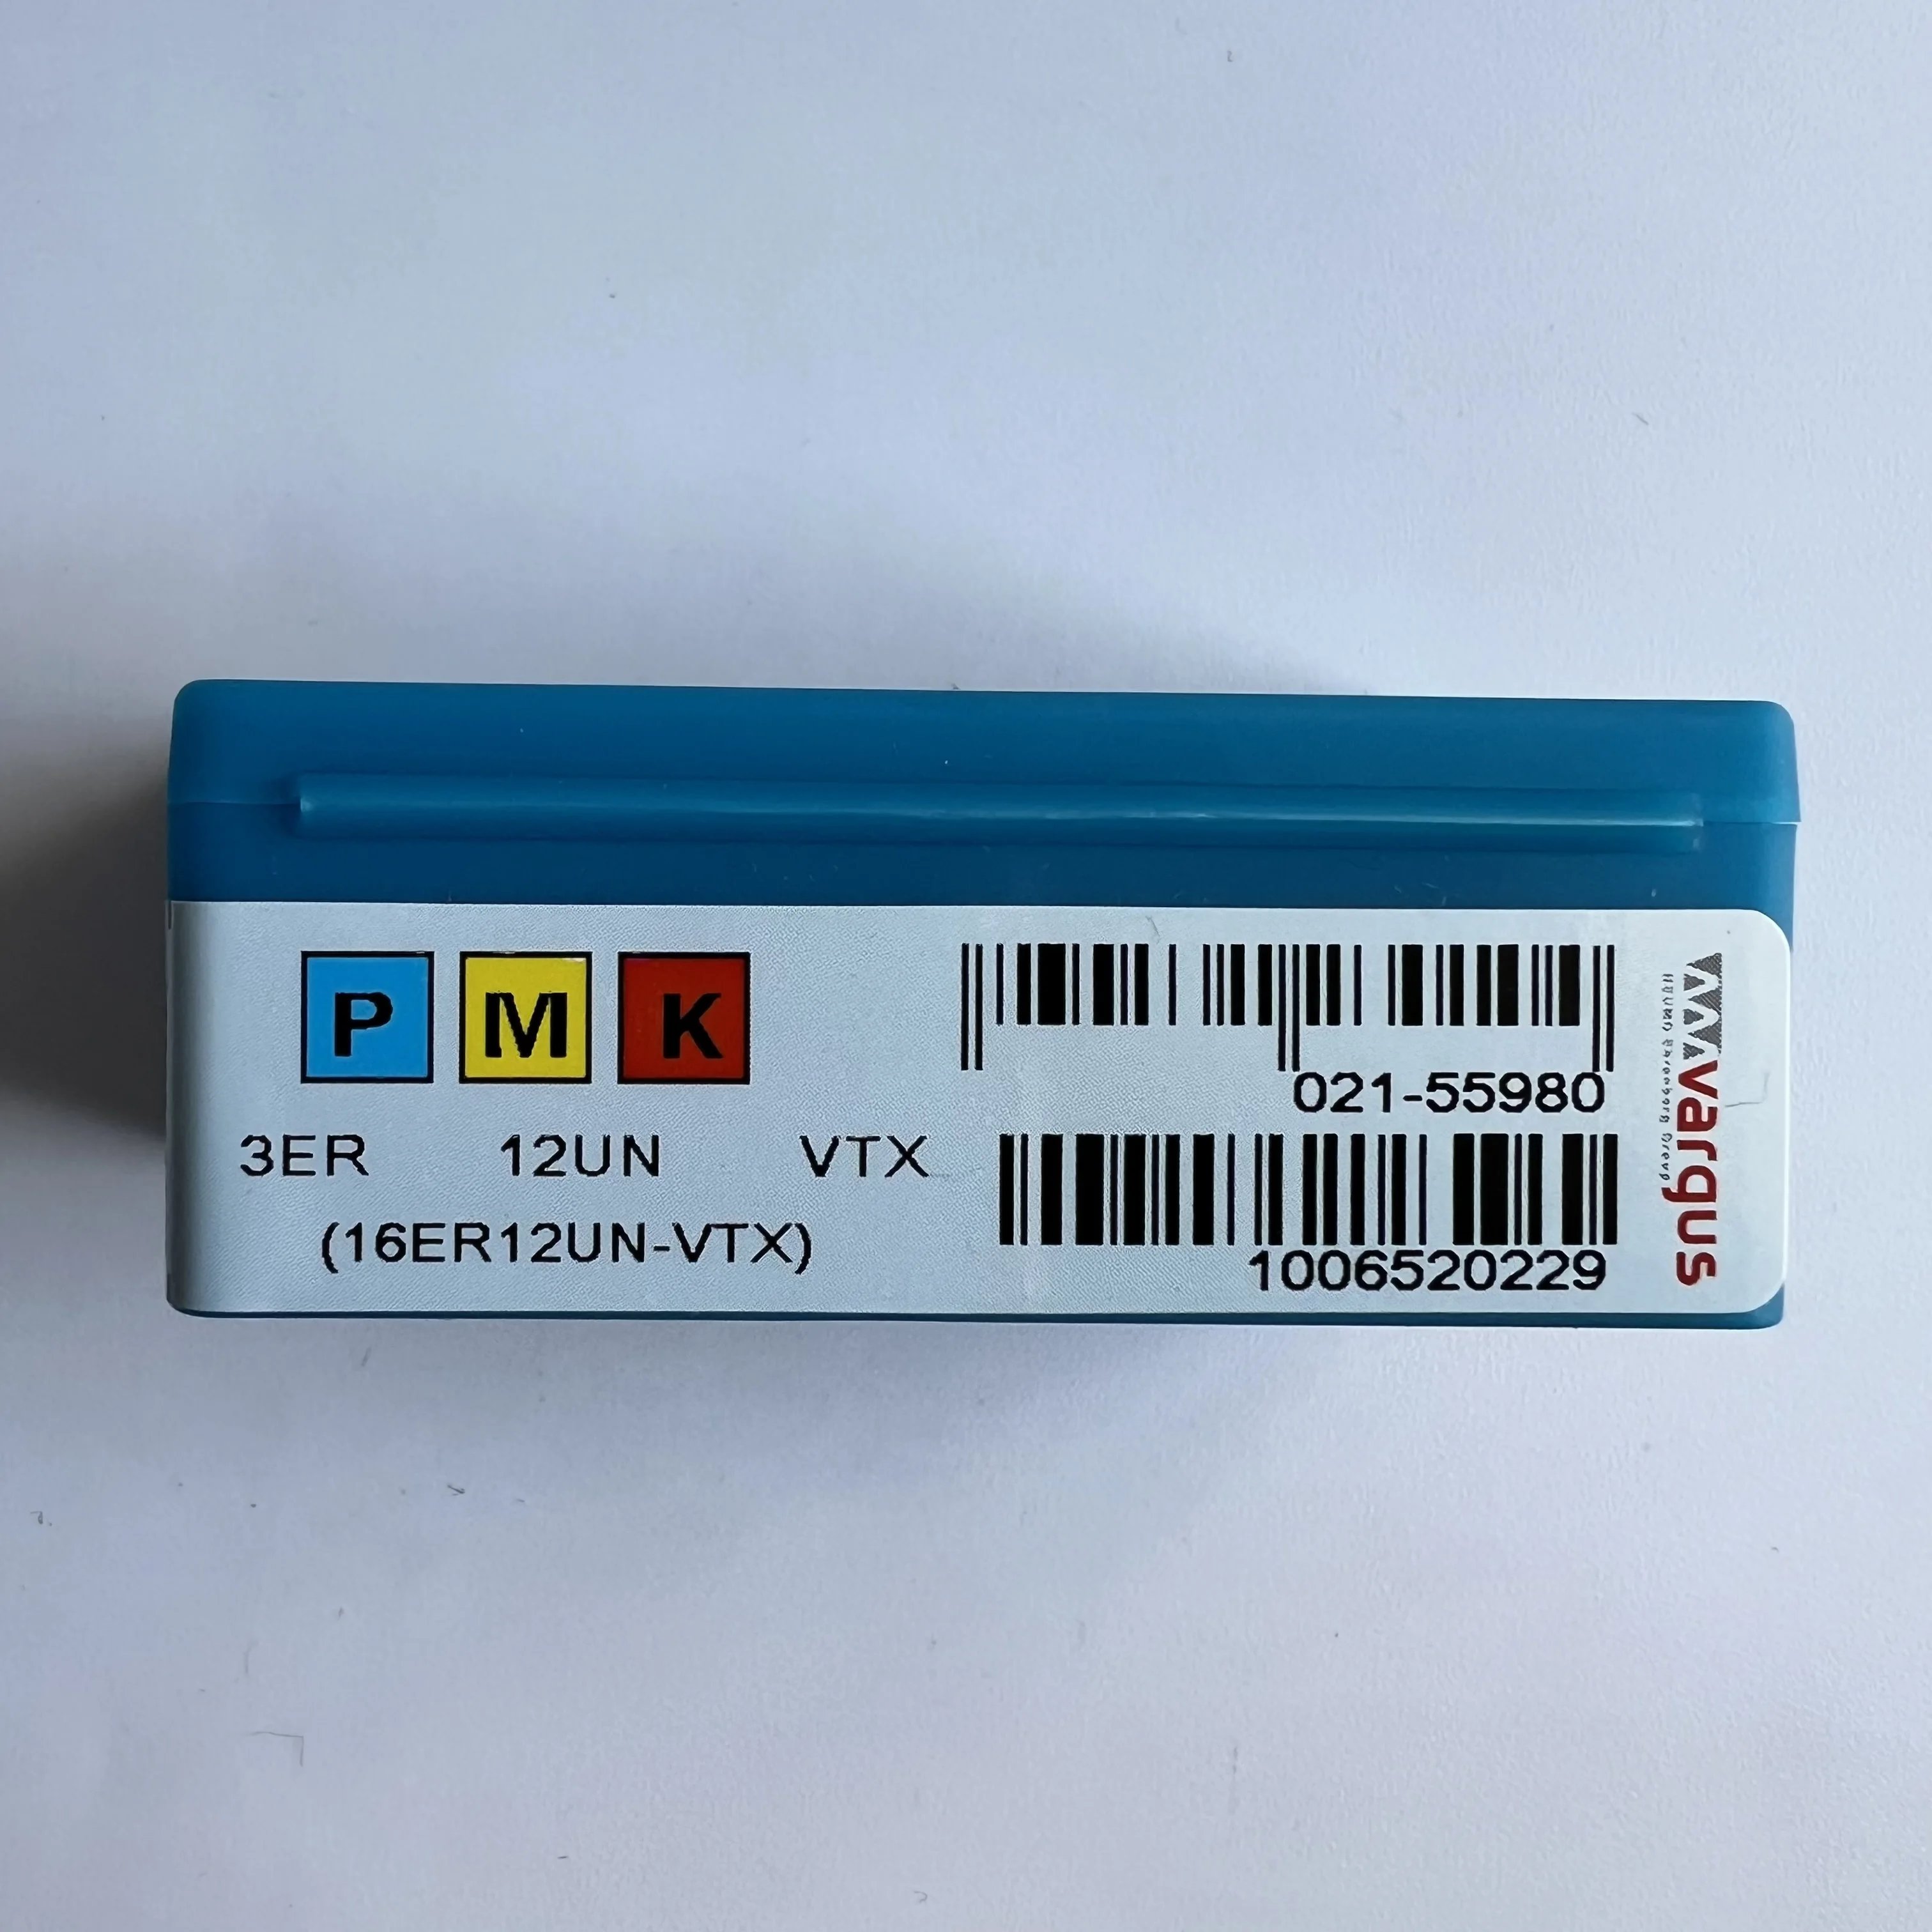 P M K
3ER 12UN VTX
(16ER12UN-VTX)
021-55980
1006520229
vargus